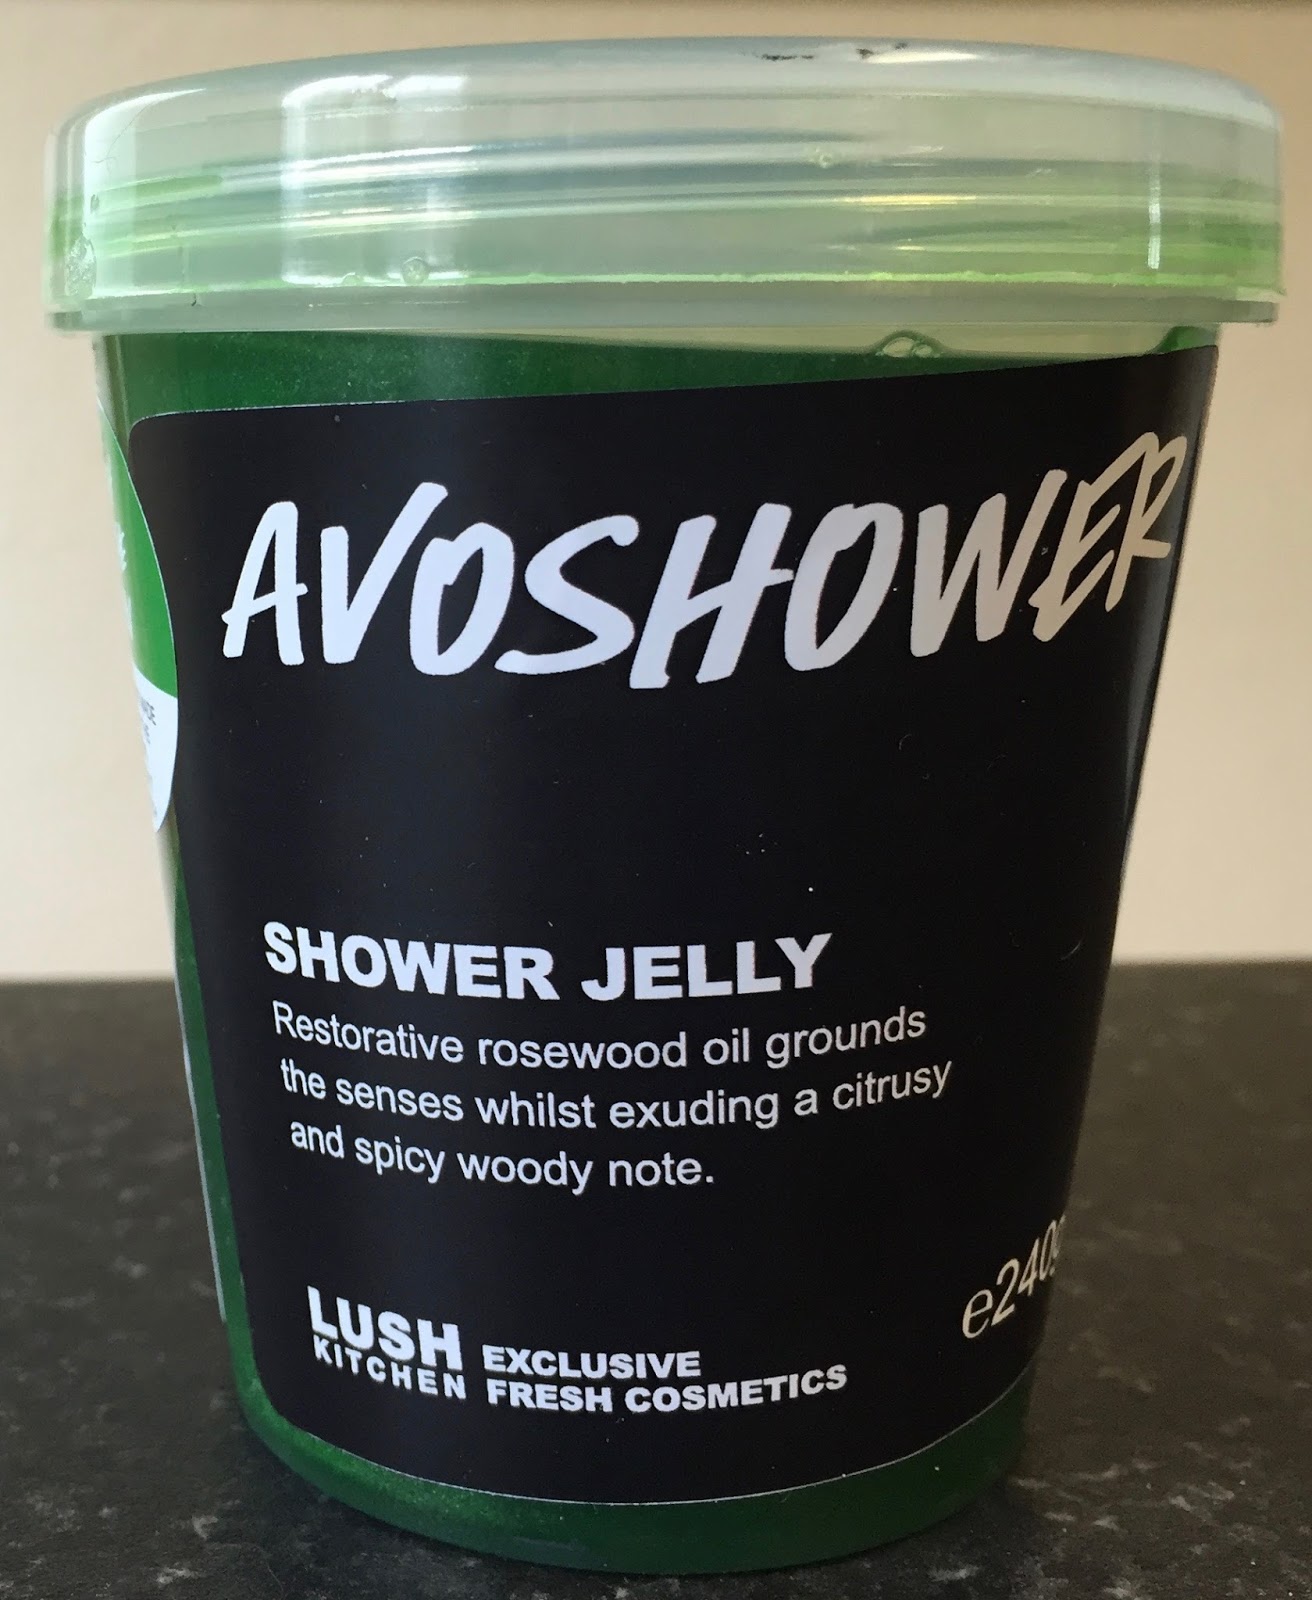 AVOSHOWER
SHOWER JELLY
Restorative rosewood oil grounds
the senses whilst exuding a citrusy
and spicy woody note.
LUSH
KITCHEN
EXCLUSIVE
FRESH COSMETICS
℮240g